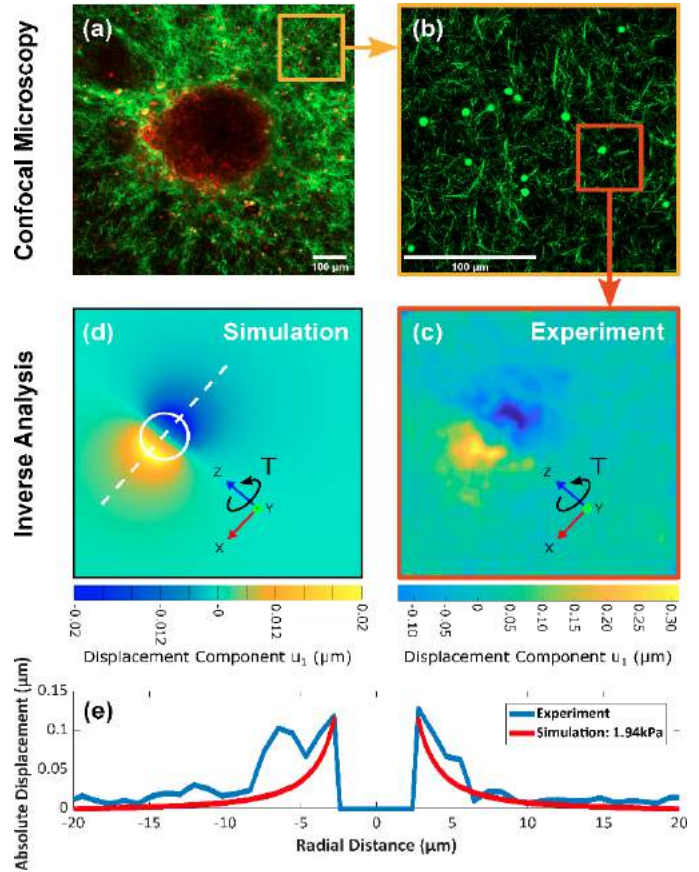 Confocal Microscopy
(a)
100 μm
(b)
100 μm
Inverse Analysis
(d) Simulation
Z
T
Y
X
-0.02
-0.012
0
0.012
0.02
Displacement Component u₁ (μm)
(c) Experiment
Z
T
Y
X
-0.10
-0.05
0
0.05
0.10
0.15
0.20
0.25
0.30
Displacement Component u₁ (μm)
(e)
Absolute Displacement (μm)
0.15
0.1
0.05
0
Experiment
Simulation: 1.94kPa
-20 -15 -10 -5 0 5 10 15 20
Radial Distance (μm)